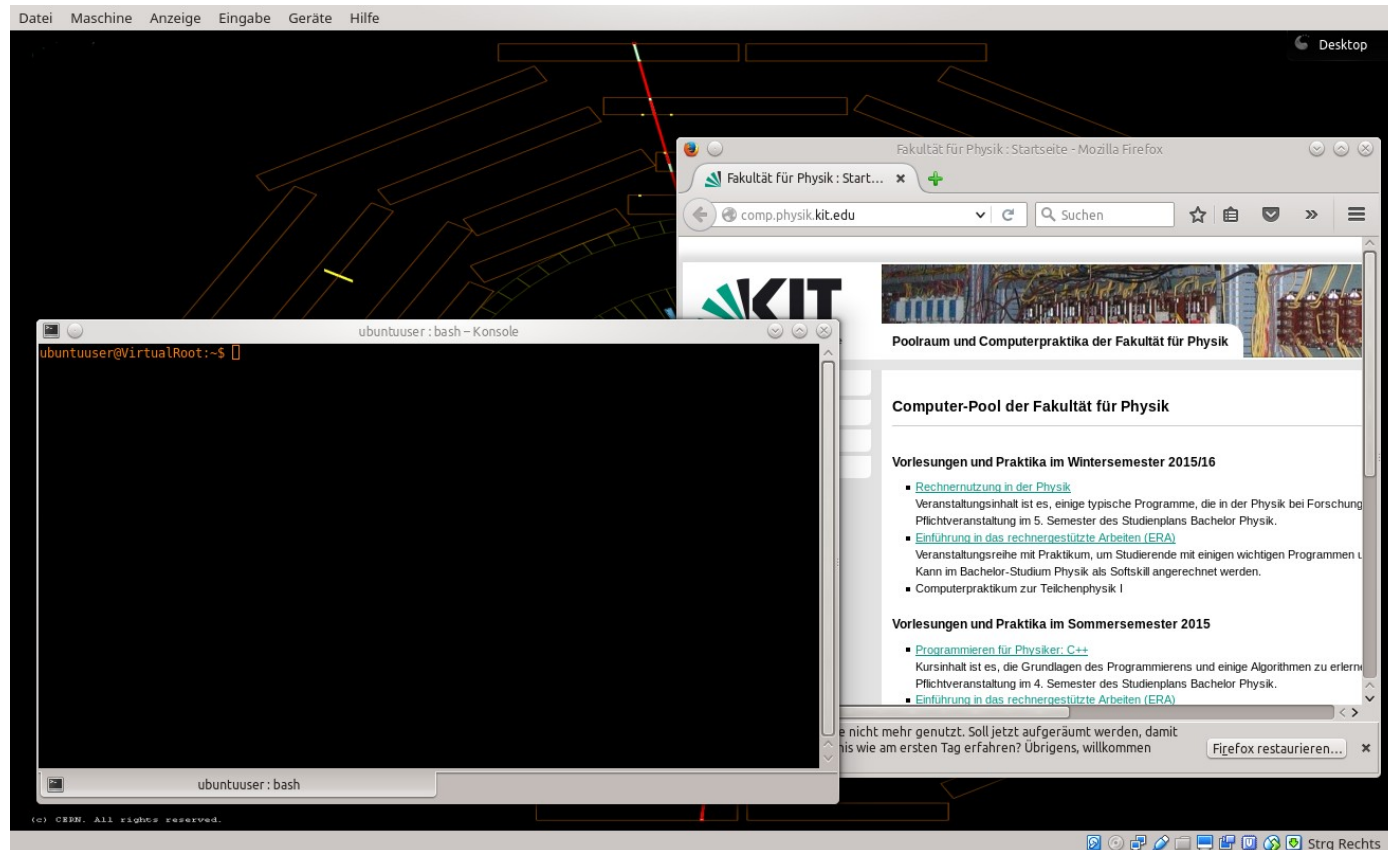 Datei Maschine Anzeige Eingabe Geräte Hilfe
Desktop
Fakultät für Physik : Startseite - Mozilla Firefox
Fakultät für Physik : Start...
comp.physik.kit.edu
Suchen
KIT
Poolraum und Computerpraktika der Fakultät für Physik
Computer-Pool der Fakultät für Physik
Vorlesungen und Praktika im Wintersemester 2015/16
Rechnernutzung in der Physik
Veranstaltungsinhalt ist es, einige typische Programme, die in der Physik bei Forschung
Pflichtveranstaltung im 5. Semester des Studienplans Bachelor Physik.
Einführung in das rechnergestützte Arbeiten (ERA)
Veranstaltungsreihe mit Praktikum, um Studierende mit einigen wichtigen Programmen
Kann im Bachelor-Studium Physik als Softskill angerechnet werden.
Computerpraktikum zur Teilchenphysik I
Vorlesungen und Praktika im Sommersemester 2015
Programmieren für Physiker: C++
Kursinhalt ist es, die Grundlagen des Programmierens und einige Algorithmen zu
Pflichtveranstaltung im 4. Semester des Studienplans Bachelor Physik.
Einführung in das rechnergestützte Arbeiten (ERA)
nicht mehr genutzt. Soll jetzt aufgeräumt werden, damit
wie am ersten Tag erfahren? Übrigens, willkommen
Firefox restaurieren...
ubuntuuser : bash – Konsole
ubuntuuser@VirtualRoot:~$
ubuntuuser : bash
(c) CERN. All rights reserved.
Strg Rechts